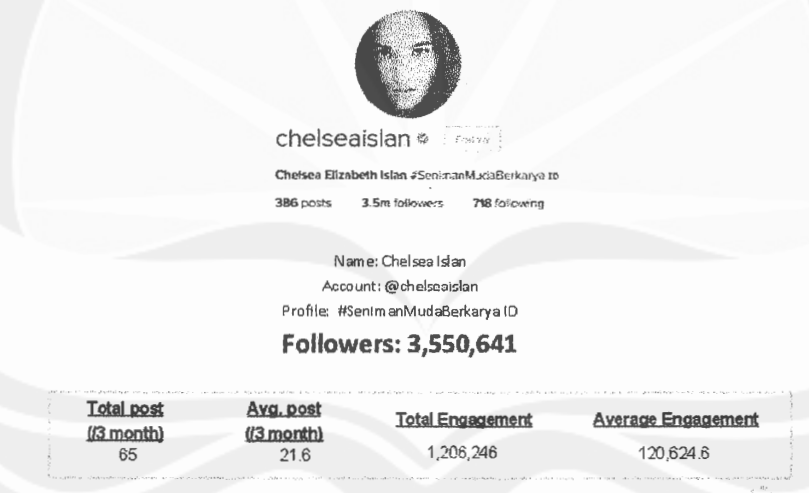 chelseaislan Follow
Chelsea Elizabeth Islan #SenimanMudaBerkarya ID
386 posts 3.5m followers 718 following
Name: Chelsea Islan
Account: @chelseaislan
Profile: #SenimanMudaBerkarya ID
Followers: 3,550,641
Total post Avg. post Total Engagement Average Engagement
(/3 month) (/3 month)
65 21.6 1,206,246 120,624.6